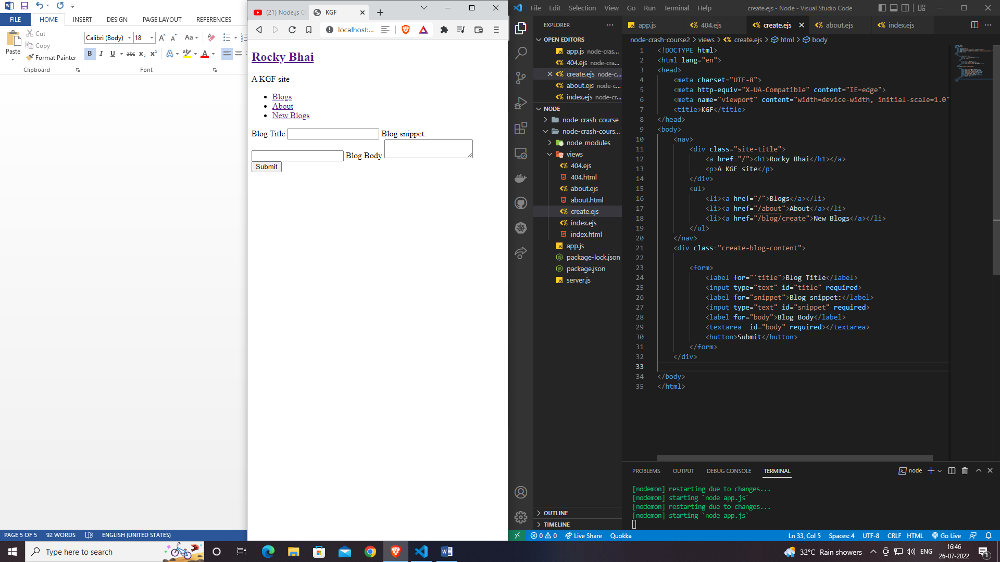 FILE HOME INSERT DESIGN PAGE LAYOUT REFERENCES
Paste
Cut
Copy
Format Painter
Clipboard
Calibri (Body) 18
Aa
B I U abc x₂ x² A ab A
Font
PAGE 5 OF 5 92 WORDS ENGLISH (UNITED STATES)
(21) Node.js C
KGF
localhost:...
Rocky Bhai
A KGF site
Blogs
About
New Blogs
Blog Title
Blog snippet:
Blog Body
Submit
File Edit Selection View Go Run Terminal Help
create.ejs - Node - Visual Studio Code
EXPLORER
OPEN EDITORS
app.js node-cras...
404.ejs node-cra...
create.ejs node-c...
about.ejs node-c...
index.ejs node-cr...
NODE
node-crash-course
node-crash-cours...
node_modules
views
404.ejs
404.html
about.ejs
about.html
create.ejs
index.ejs
index.html
app.js
package-lock.json
package.json
server.js
OUTLINE
TIMELINE
app.js 404.ejs create.ejs about.ejs index.ejs
node-crash-course2 > views > create.ejs > html > body
1 <!DOCTYPE html>
2 <html lang="en">
3 <head>
4 <meta charset="UTF-8">
5 <meta http-equiv="X-UA-Compatible" content="IE=edge">
6 <meta name="viewport" content="width=device-width, initial-scale=1.0"
7 <title>KGF</title>
8 </head>
9 <body>
10 <nav>
11 <div class="site-title">
12 <a href="/"><h1>Rocky Bhai</h1></a>
13 <p>A KGF site</p>
14 </div>
15 <ul>
16 <li><a href="/">Blogs</a></li>
17 <li><a href="/about">About</a></li>
18 <li><a href="/blog/create">New Blogs</a></li>
19 </ul>
20 </nav>
21 <div class="create-blog-content">
22
23 <form>
24 <label for="'title">Blog Title</label>
25 <input type="text" id="title" required>
26 <label for="snippet">Blog snippet:</label>
27 <input type="text" id="snippet" required>
28 <label for="body">Blog Body</label>
29 <textarea  id="body" required></textarea>
30 <button>Submit</button>
31 </form>
32 </div>
33
34 </body>
35 </html>
PROBLEMS OUTPUT DEBUG CONSOLE TERMINAL
node
[nodemon] restarting due to changes...
[nodemon] starting `node app.js`
[nodemon] restarting due to changes...
[nodemon] starting `node app.js`
0 0 Live Share Quokka
Ln 33, Col 5 Spaces: 4 UTF-8 CRLF HTML Go Live
Type here to search
32°C Rain showers
ENG
16:46
26-07-2022
1